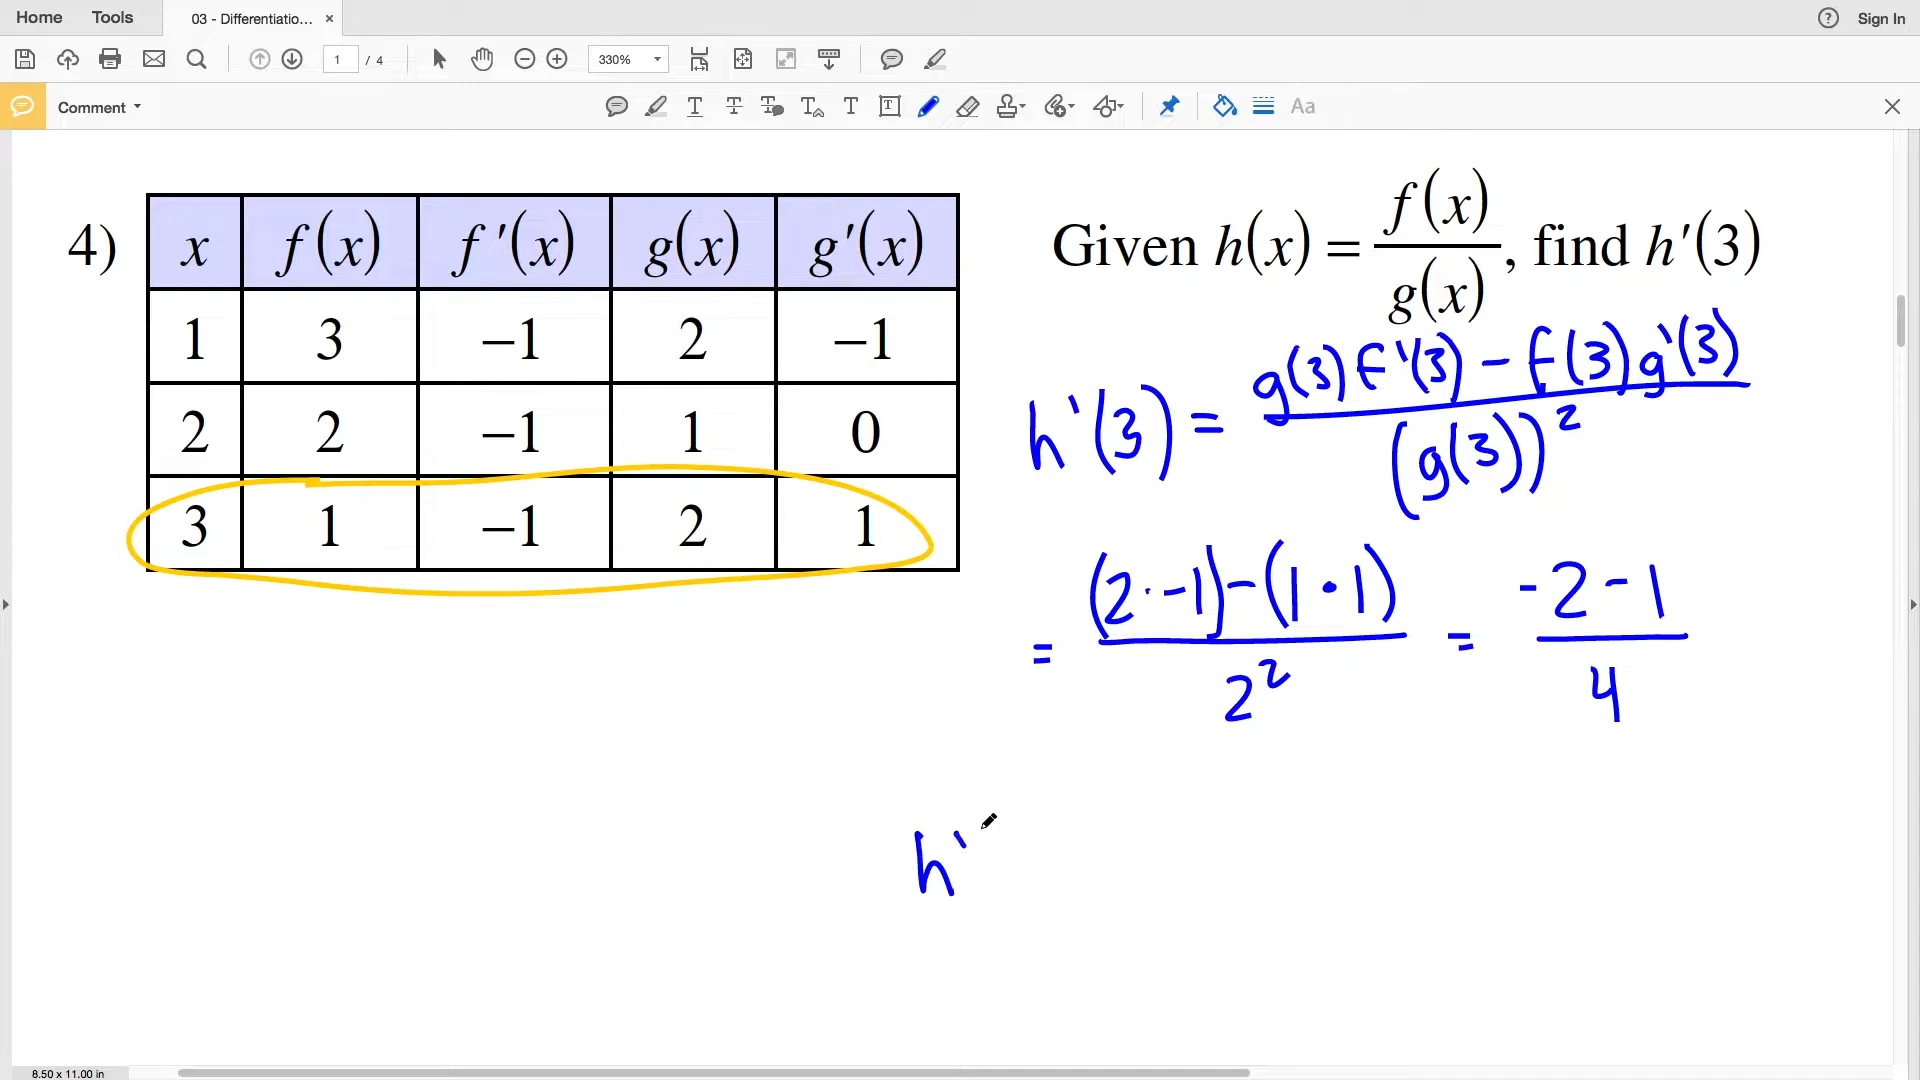 Home Tools 03 - Differentiatio... × Sign In
1 / 4 330%
Comment Aa
4)
x f(x) f'(x) g(x) g'(x)
1 3 −1 2 −1
2 2 −1 1 0
3 1 −1 2 1
Given h(x) = f(x)/g(x), find h'(3)
h'(3) = (g(3)f'(3) − f(3)g'(3))/(g(3))²
= ((2·−1)−(1·1))/2² = (-2-1)/4
h'
8.50 x 11.00 in